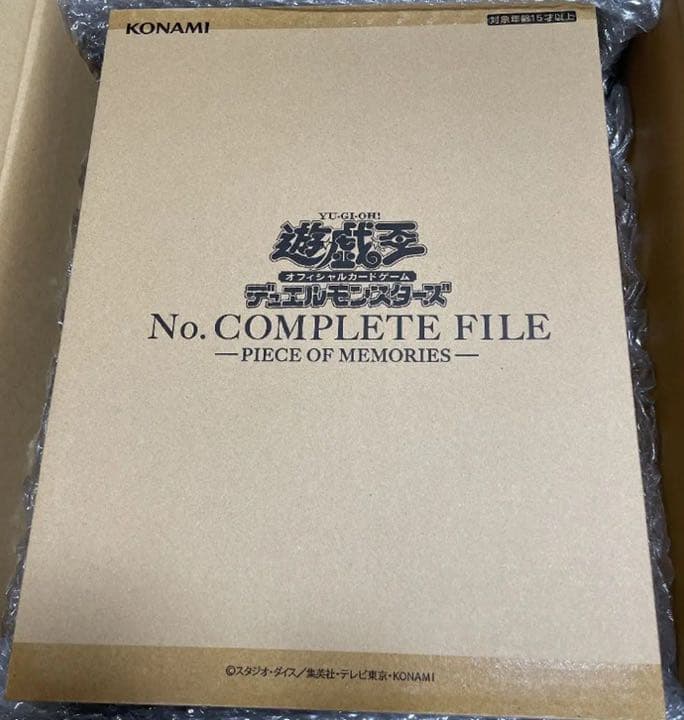 KONAMI
対象年齢15才以上
YU-GI-OH!
遊戯王
オフィシャルカードゲーム
デュエルモンスターズ
No. COMPLETE FILE
—PIECE OF MEMORIES—
©スタジオ・ダイス／集英社・テレビ東京・KONAMI